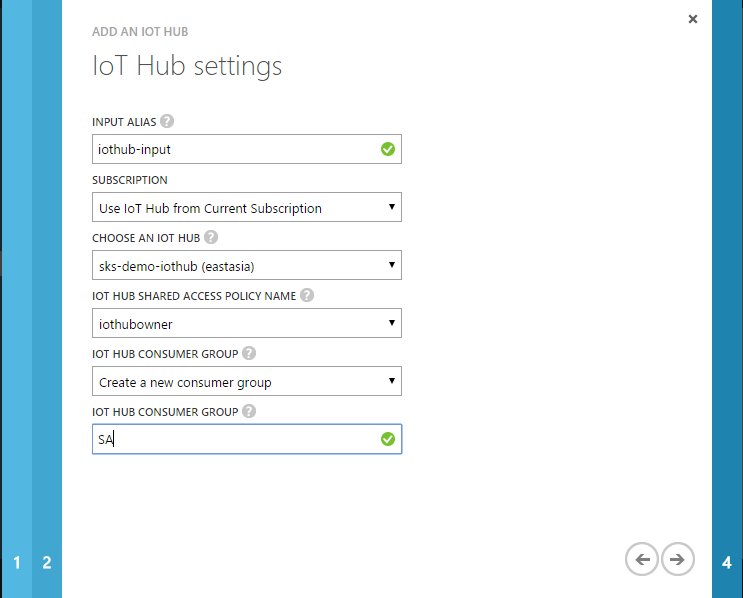 ADD AN IOT HUB
IoT Hub settings
INPUT ALIAS ?
iothub-input
SUBSCRIPTION
Use IoT Hub from Current Subscription
CHOOSE AN IOT HUB ?
sks-demo-iothub (eastasia)
IOT HUB SHARED ACCESS POLICY NAME ?
iothubowner
IOT HUB CONSUMER GROUP ?
Create a new consumer group
IOT HUB CONSUMER GROUP ?
SA
1 2 4